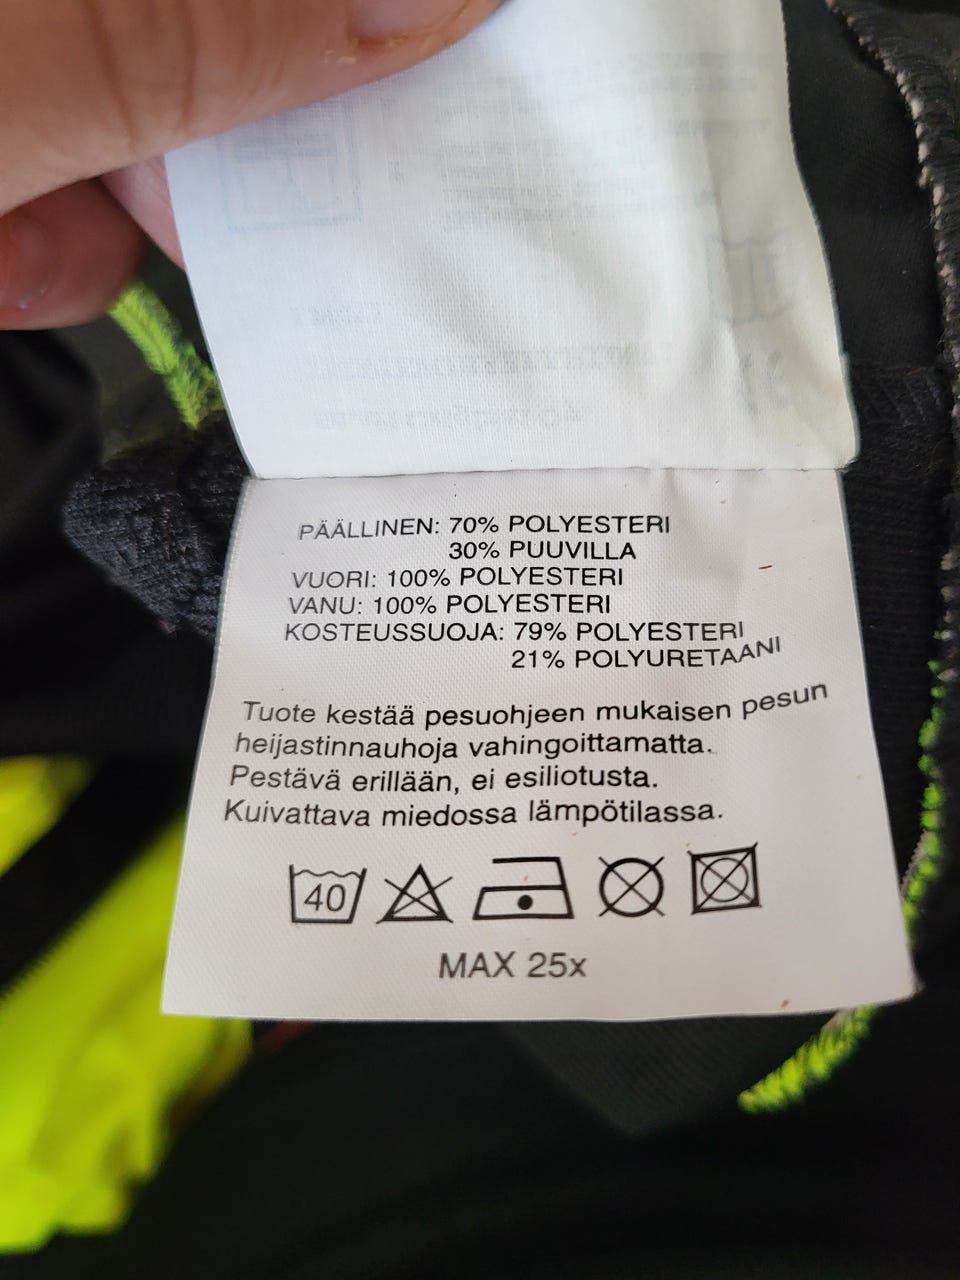 PÄÄLLINEN: 70% POLYESTERI
30% PUUVILLA
VUORI: 100% POLYESTERI
VANU: 100% POLYESTERI
KOSTEUSSUOJA: 79% POLYESTERI
21% POLYURETAANI
Tuote kestää pesuohjeen mukaisen pesun
heijastinnauhoja vahingoittamatta.
Pestävä erillään, ei esiliotusta.
Kuivattava miedossa lämpötilassa.
40
MAX 25x